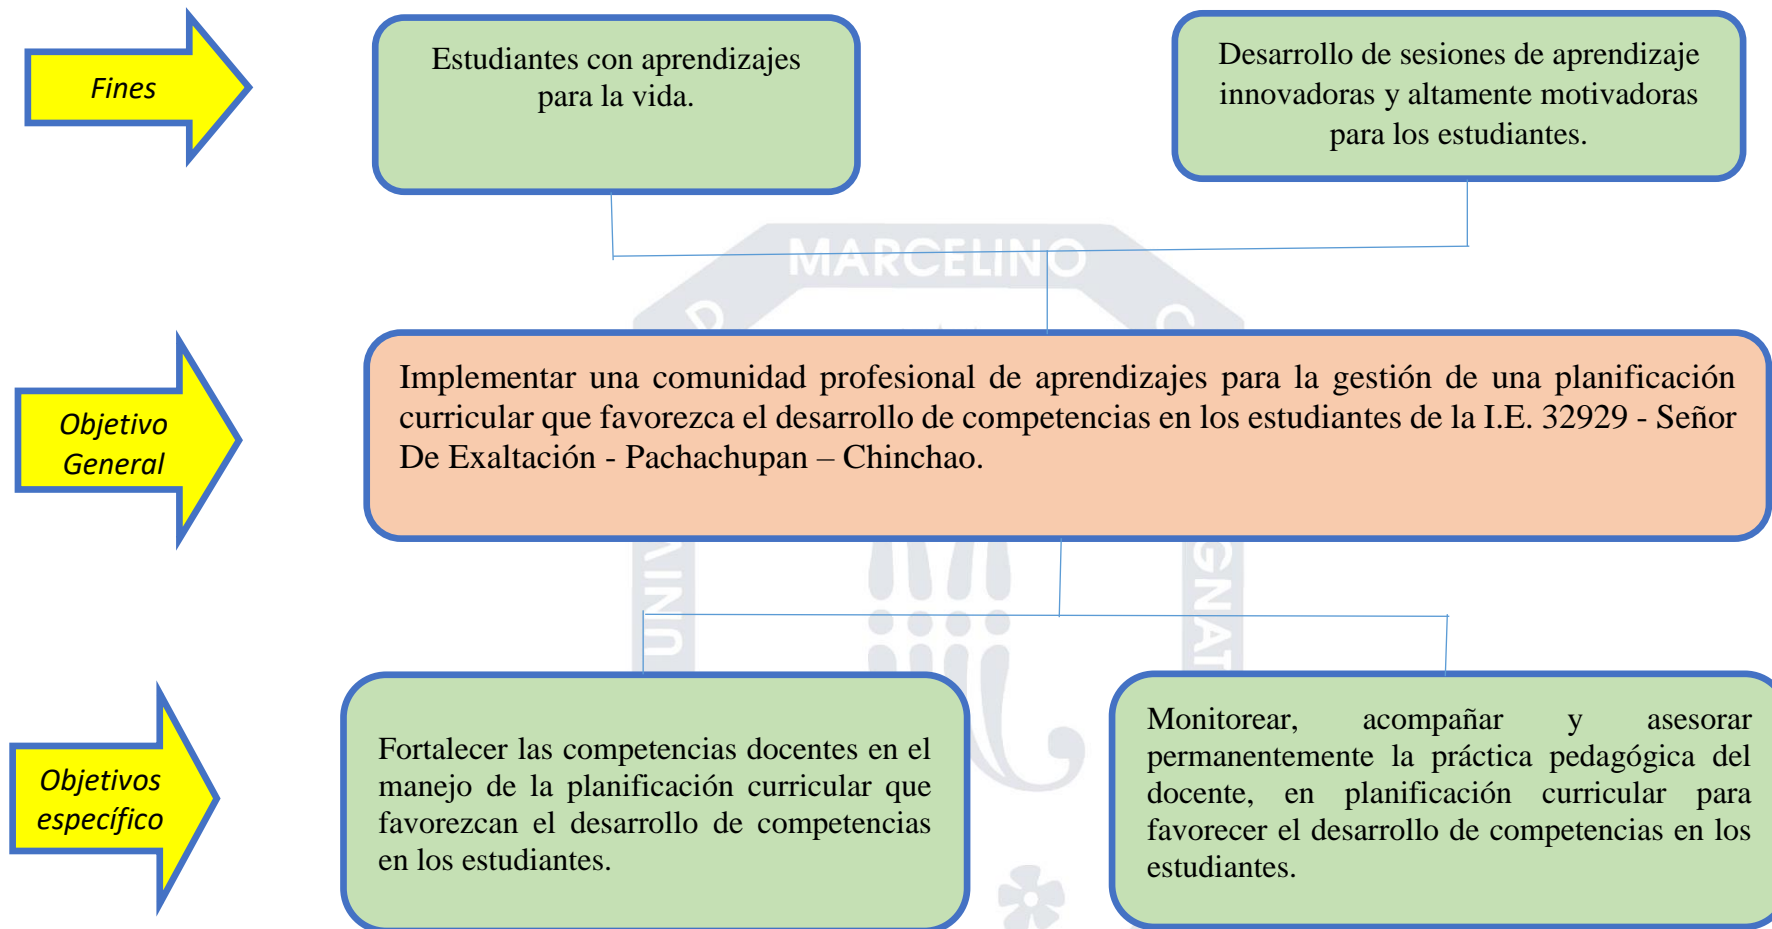 Fines
Estudiantes con aprendizajes
para la vida.
Desarrollo de sesiones de aprendizaje
innovadoras y altamente motivadoras
para los estudiantes.
MARCELINO
Objetivo
General
Implementar una comunidad profesional de aprendizajes para la gestión de una planificación
curricular que favorezca el desarrollo de competencias en los estudiantes de la I.E. 32929 - Señor
De Exaltación - Pachachupan – Chinchao.
Objetivos
específico
Fortalecer las competencias docentes en el
manejo de la planificación curricular que
favorezcan el desarrollo de competencias
en los estudiantes.
Monitorear, acompañar y asesorar
permanentemente la práctica pedagógica del
docente, en planificación curricular para
favorecer el desarrollo de competencias en los
estudiantes.